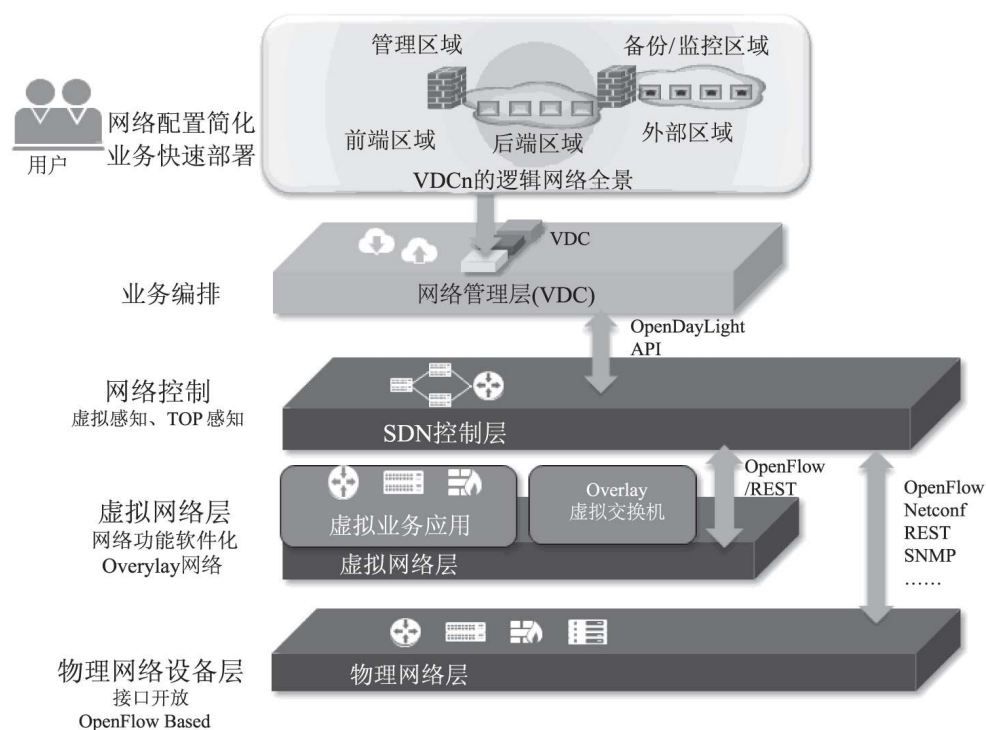 管理区域
备份/监控区域
前端区域
后端区域
外部区域
VDCn的逻辑网络全景
用户
网络配置简化
业务快速部署
VDC
业务编排
网络管理层(VDC)
OpenDayLight
API
网络控制
虚拟感知、TOP 感知
SDN控制层
OpenFlow
/REST
OpenFlow
Netconf
REST
SNMP
……
虚拟网络层
网络功能软件化
Overylay网络
虚拟业务应用
Overlay
虚拟交换机
虚拟网络层
物理网络设备层
接口开放
OpenFlow Based
物理网络层